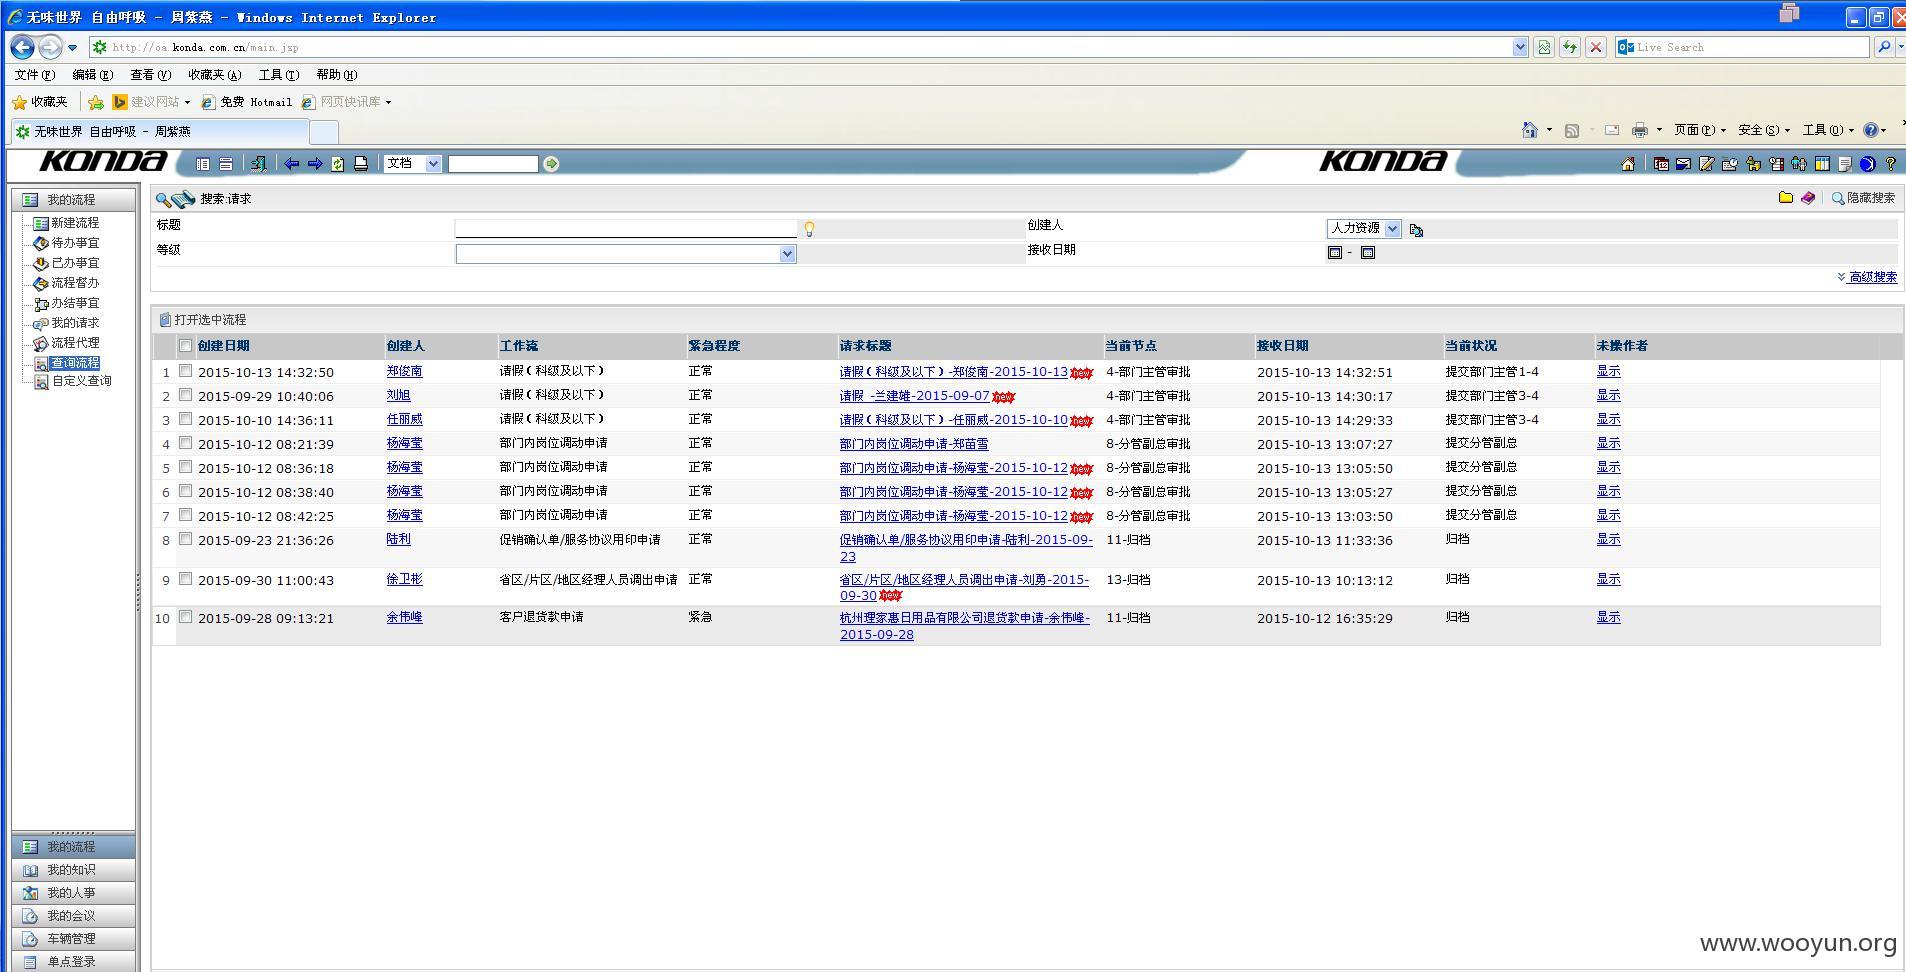 无味世界 自由呼吸 - 周紫燕 - Windows Internet Explorer
http://oa.konda.com.cn/main.jsp
Live Search
文件(F) 编辑(E) 查看(V) 收藏夹(A) 工具(T) 帮助(H)
收藏夹 建议网站 免费 Hotmail 网页快讯库
无味世界 自由呼吸 - 周紫燕
页面(P) 安全(S) 工具(O)
KONDA 文档 KONDA
我的流程
新建流程
待办事宜
已办事宜
流程督办
办结事宜
我的请求
流程代理
查询流程
自定义查询
搜索:请求 隐藏搜索
标题 创建人 人力资源
等级 接收日期 -
高级搜索
打开选中流程
创建日期 创建人 工作流 紧急程度 请求标题 当前节点 接收日期 当前状况 未操作者
1 2015-10-13 14:32:50 郑俊南 请假(科级及以下) 正常 请假(科级及以下)-郑俊南-2015-10-13 new 4-部门主管审批 2015-10-13 14:32:51 提交部门主管1-4 显示
2 2015-09-29 10:40:06 刘旭 请假(科级及以下) 正常 请假 -兰建雄-2015-09-07 new 4-部门主管审批 2015-10-13 14:30:17 提交部门主管3-4 显示
3 2015-10-10 14:36:11 任丽威 请假(科级及以下) 正常 请假(科级及以下)-任丽威-2015-10-10 new 4-部门主管审批 2015-10-13 14:29:33 提交部门主管3-4 显示
4 2015-10-12 08:21:39 杨海莹 部门内岗位调动申请 正常 部门内岗位调动申请-郑苗雪 8-分管副总审批 2015-10-13 13:07:27 提交分管副总 显示
5 2015-10-12 08:36:18 杨海莹 部门内岗位调动申请 正常 部门内岗位调动申请-杨海莹-2015-10-12 new 8-分管副总审批 2015-10-13 13:05:50 提交分管副总 显示
6 2015-10-12 08:38:40 杨海莹 部门内岗位调动申请 正常 部门内岗位调动申请-杨海莹-2015-10-12 new 8-分管副总审批 2015-10-13 13:05:27 提交分管副总 显示
7 2015-10-12 08:42:25 杨海莹 部门内岗位调动申请 正常 部门内岗位调动申请-杨海莹-2015-10-12 new 8-分管副总审批 2015-10-13 13:03:50 提交分管副总 显示
8 2015-09-23 21:36:26 陆利 促销确认单/服务协议用印申请 正常 促销确认单/服务协议用印申请-陆利-2015-09- 11-归档 2015-10-13 11:33:36 归档 显示
23
9 2015-09-30 11:00:43 徐卫彬 省区/片区/地区经理人员调出申请 正常 省区/片区/地区经理人员调出申请-刘勇-2015- 13-归档 2015-10-13 10:13:12 归档 显示
09-30 new
10 2015-09-28 09:13:21 余伟峰 客户退货款申请 紧急 杭州理家惠日用品有限公司退货款申请-余伟峰- 11-归档 2015-10-12 16:35:29 归档 显示
2015-09-28
我的流程
我的知识
我的人事
我的会议
车辆管理
单点登录
www.wooyun.org